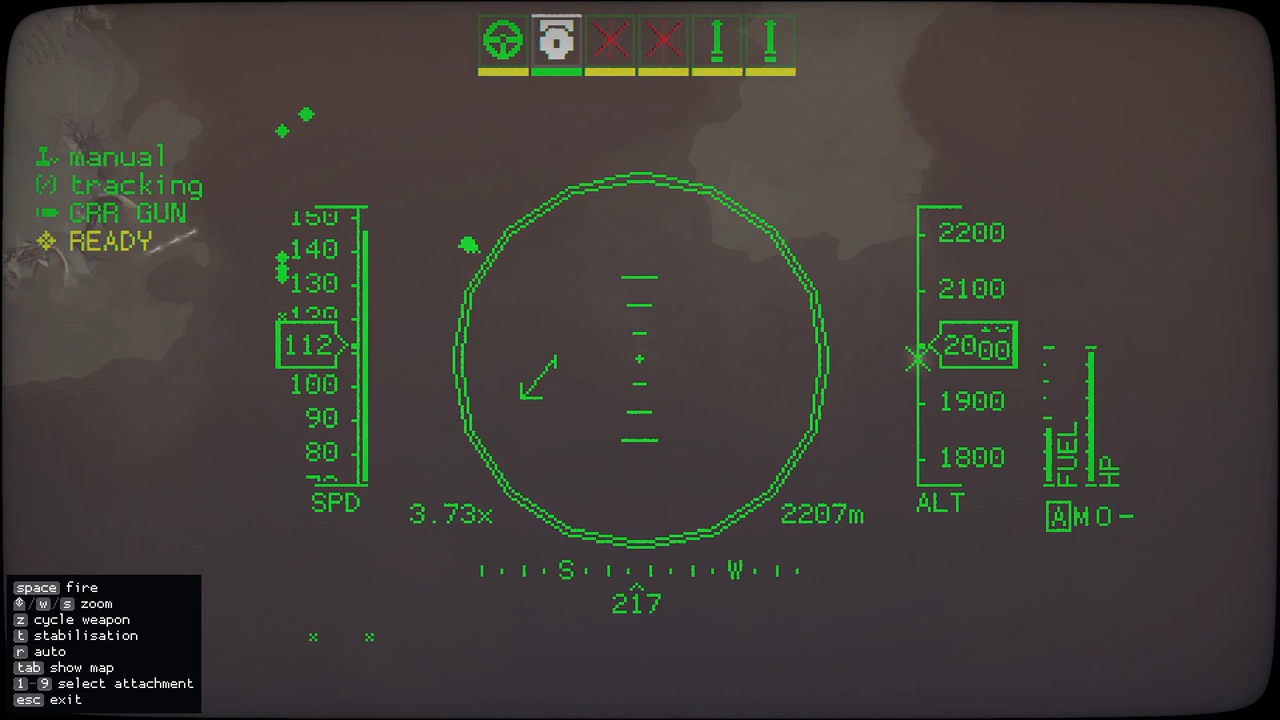 manual
tracking
CRR GUN
READY
150
140
130
120
112
100
90
80
SPD
2200
2100
2000
1900
1800
ALT
FUEL
HP
AMO-
3.73x
2207m
S W
217
space fire
/w/s zoom
z cycle weapon
t stabilisation
r auto
tab show map
1-9 select attachment
esc exit